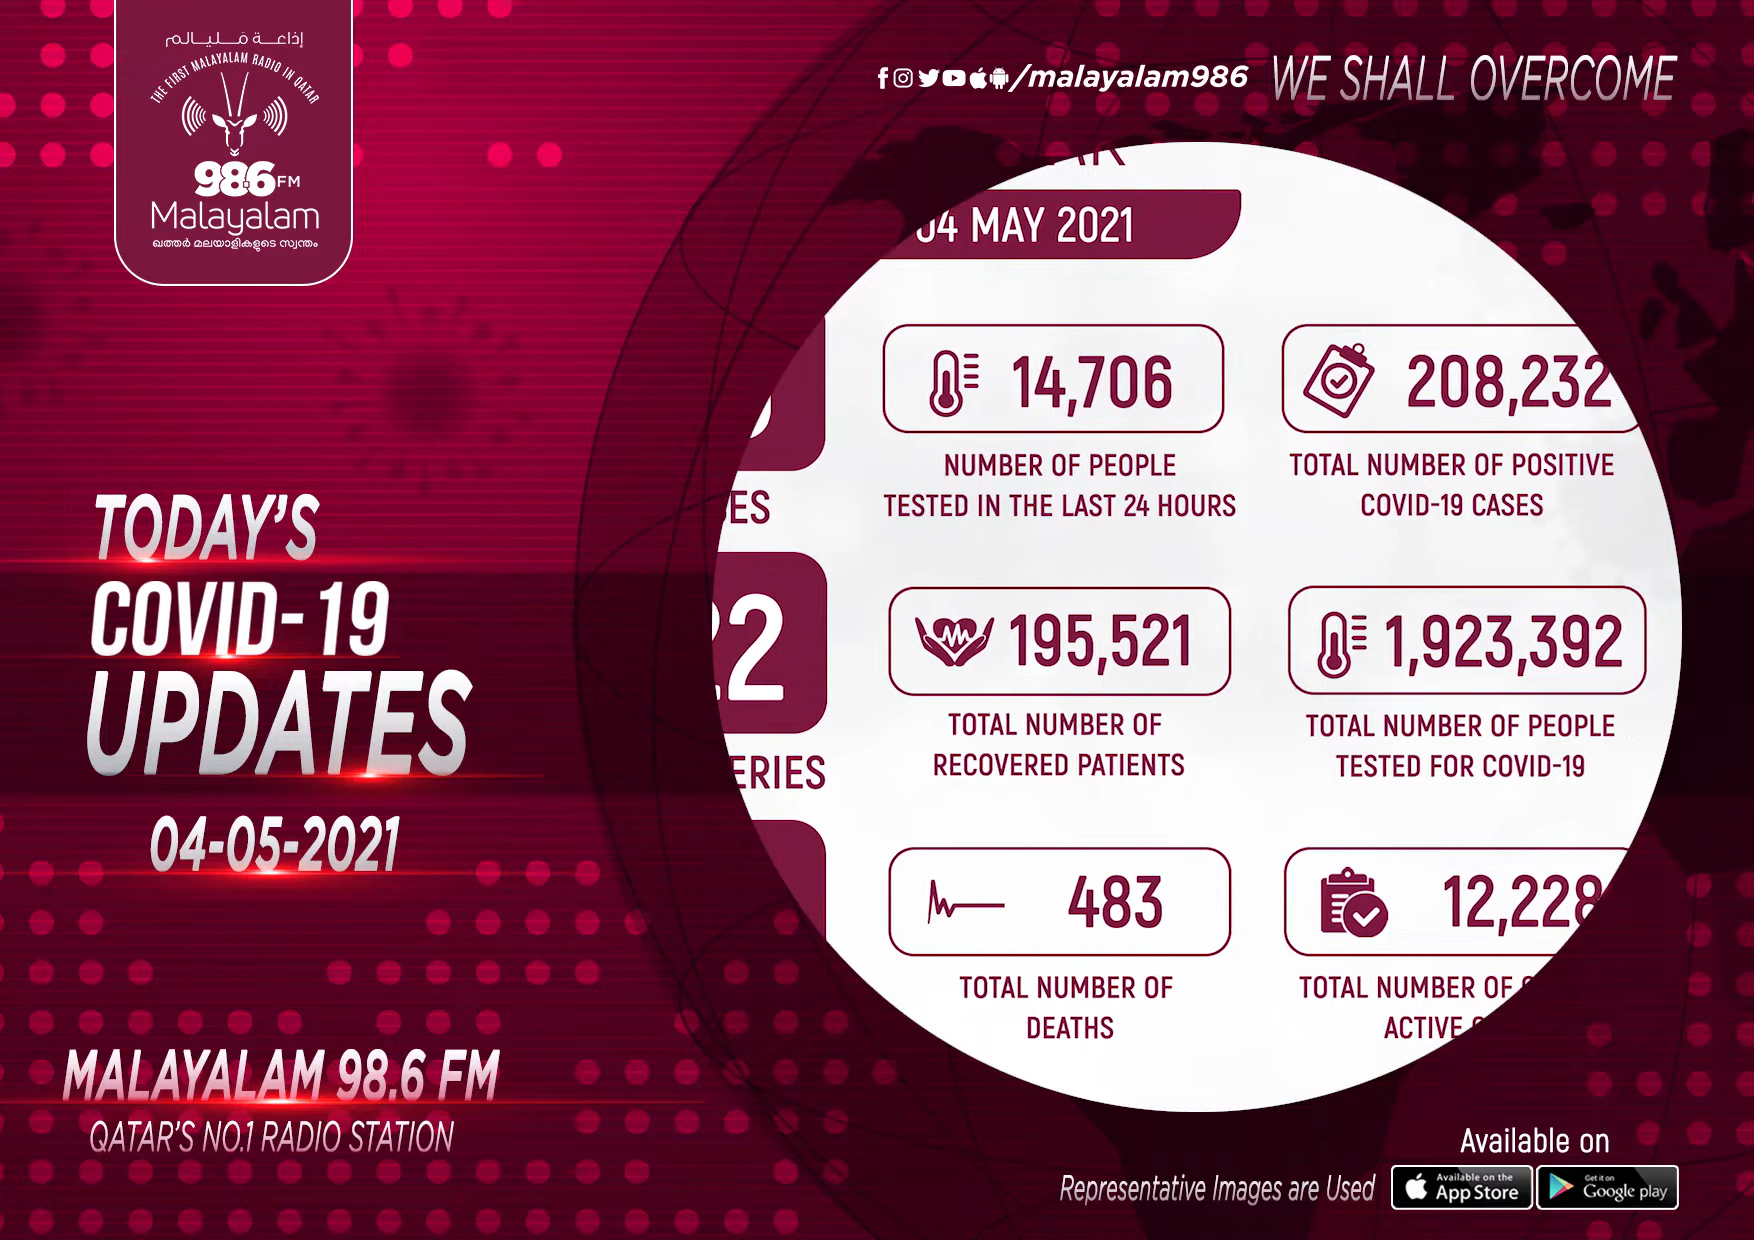 إذاعة مليالم
THE FIRST MALAYALAM RADIO IN QATAR
98.6 FM
Malayalam
ഖത്തർ മലയാളികളുടെ സ്വന്തം
/malayalam986
WE SHALL OVERCOME
04 MAY 2021
14,706
NUMBER OF PEOPLE
TESTED IN THE LAST 24 HOURS
208,232
TOTAL NUMBER OF POSITIVE
COVID-19 CASES
195,521
TOTAL NUMBER OF
RECOVERED PATIENTS
1,923,392
TOTAL NUMBER OF PEOPLE
TESTED FOR COVID-19
483
TOTAL NUMBER OF
DEATHS
12,228
TOTAL NUMBER OF
ACTIVE
TODAY'S
COVID-19
UPDATES
04-05-2021
MALAYALAM 98.6 FM
QATAR'S NO.1 RADIO STATION
Available on
Representative Images are Used
Available on the
App Store
Get it on
Google play